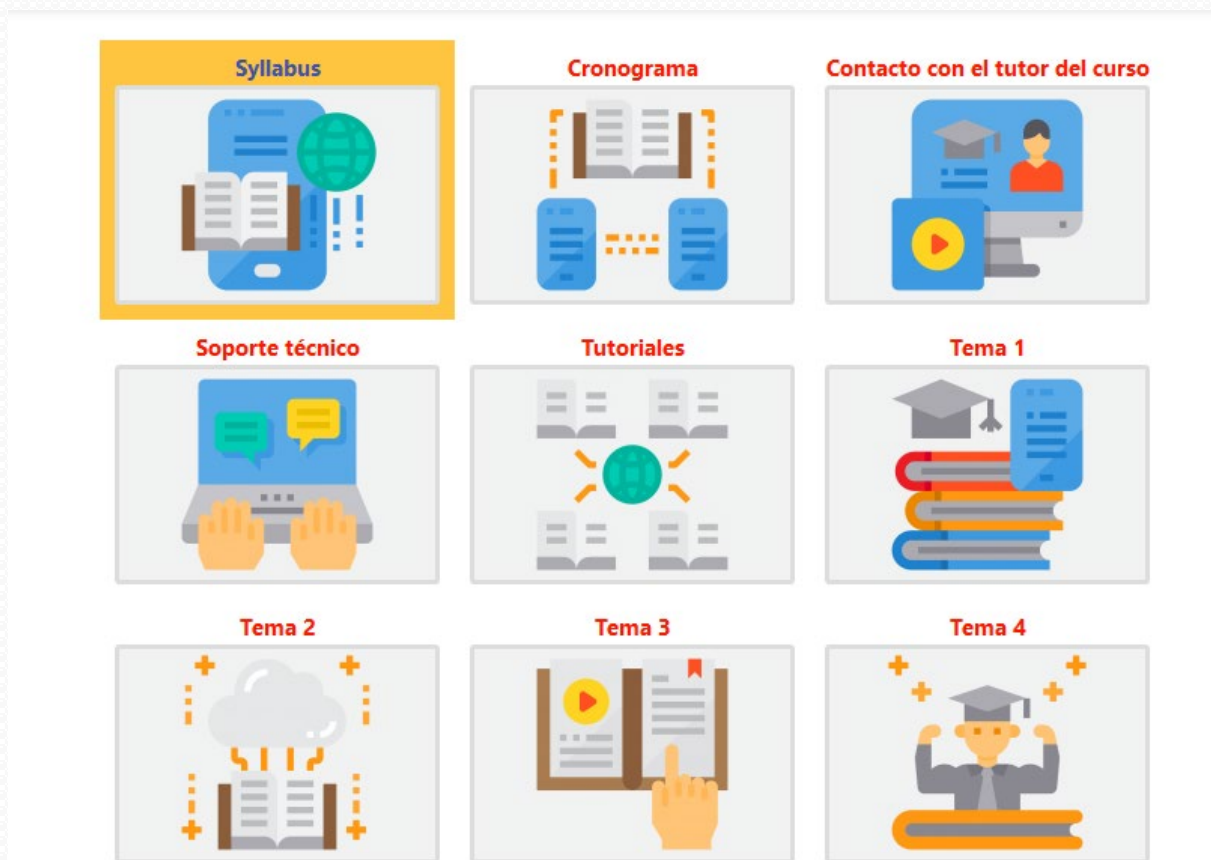 Syllabus
Cronograma
Contacto con el tutor del curso
Soporte técnico
Tutoriales
Tema 1
Tema 2
Tema 3
Tema 4